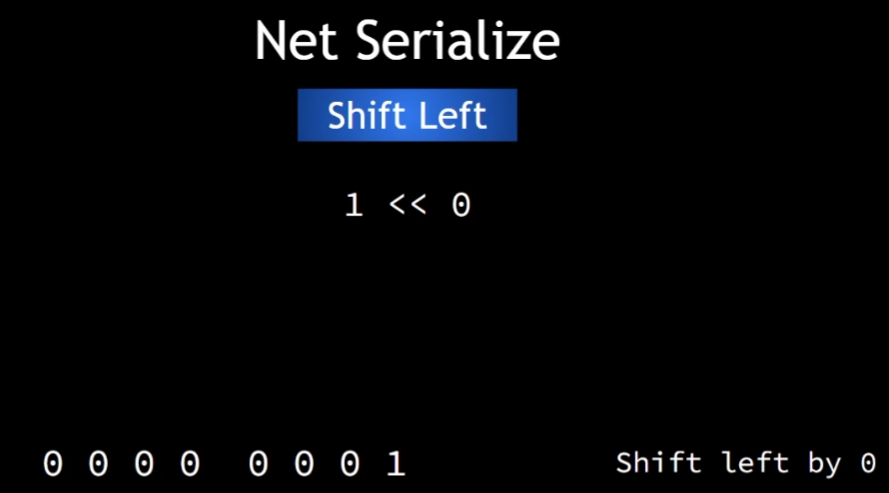 Net Serialize
Shift Left
1 << 0
0 0 0 0 0 0 0 1
Shift left by 0